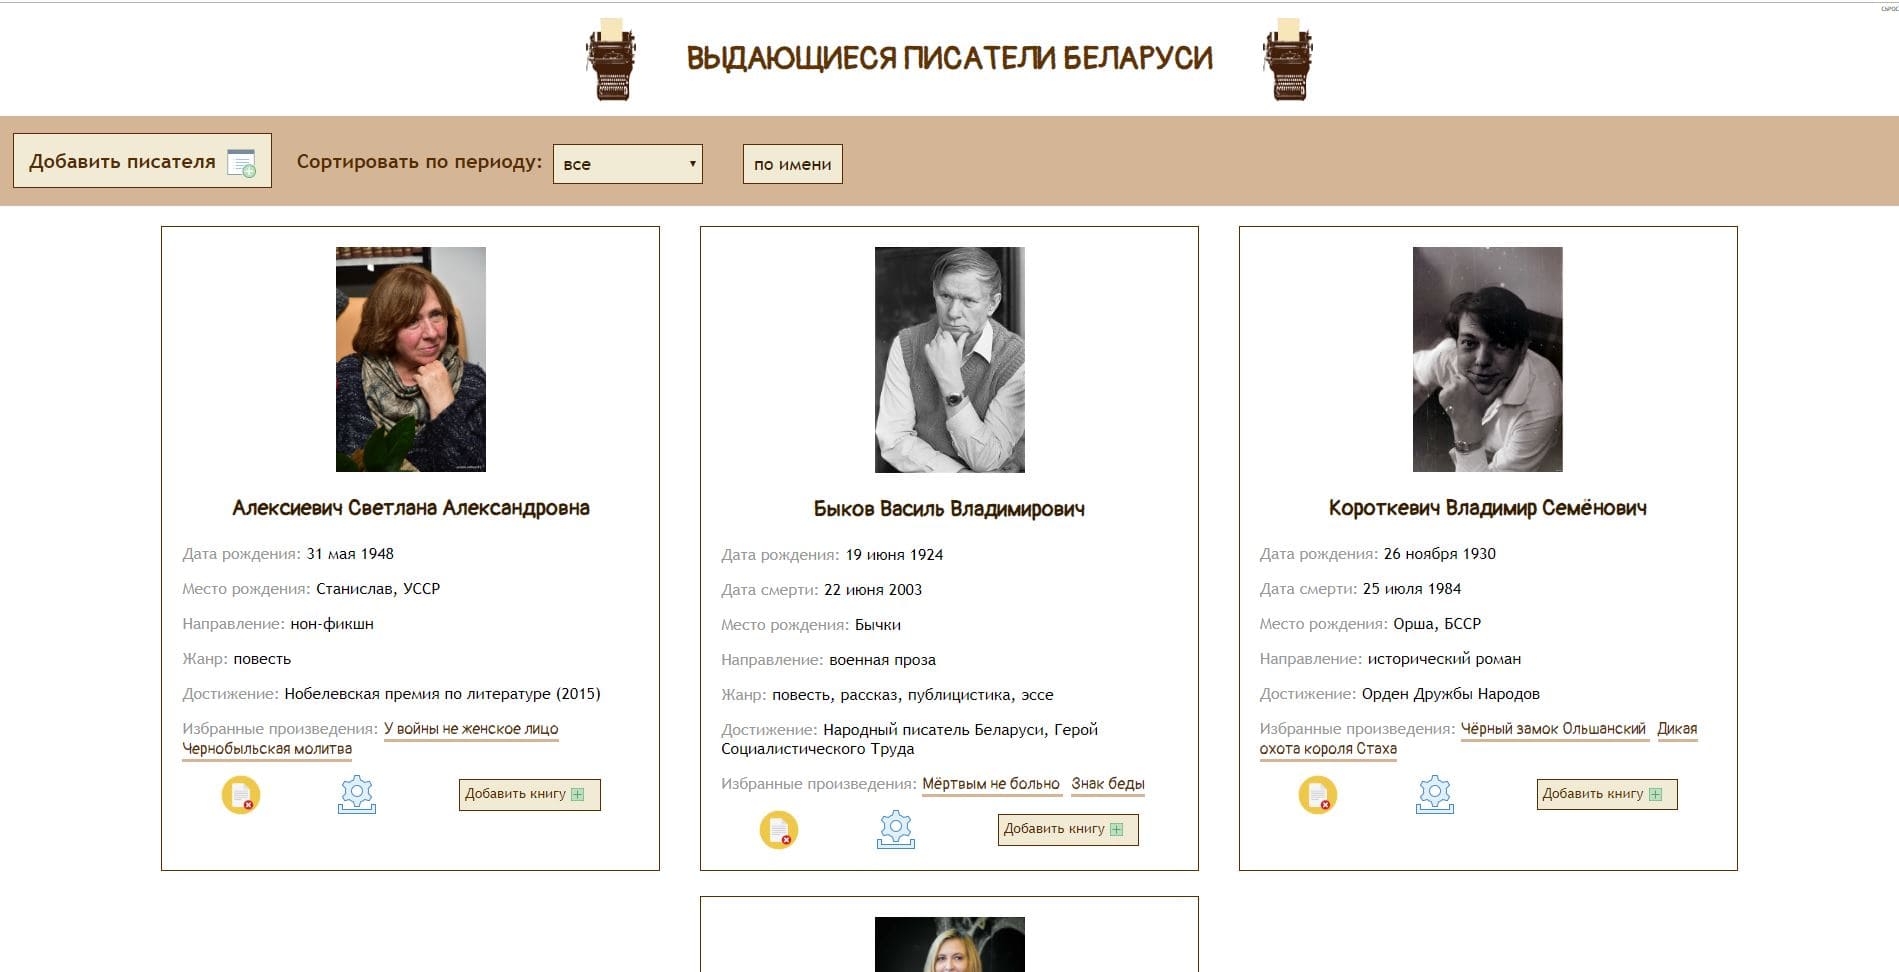 ВЫДАЮЩИЕСЯ ПИСАТЕЛИ БЕЛАРУСИ
Добавить писателя
Сортировать по периоду:
все
по имени
Алексиевич Светлана Александровна
Дата рождения: 31 мая 1948
Место рождения: Станислав, УССР
Направление: нон-фикшн
Жанр: повесть
Достижение: Нобелевская премия по литературе (2015)
Избранные произведения: У войны не женское лицо
Чернобыльская молитва
Добавить книгу
Быков Василь Владимирович
Дата рождения: 19 июня 1924
Дата смерти: 22 июня 2003
Место рождения: Бычки
Направление: военная проза
Жанр: повесть, рассказ, публицистика, эссе
Достижение: Народный писатель Беларуси, Герой
Социалистического Труда
Избранные произведения: Мёртвым не больно Знак беды
Добавить книгу
Короткевич Владимир Семёнович
Дата рождения: 26 ноября 1930
Дата смерти: 25 июля 1984
Место рождения: Орша, БССР
Направление: исторический роман
Достижение: Орден Дружбы Народов
Избранные произведения: Чёрный замок Ольшанский Дикая
охота короля Стаха
Добавить книгу